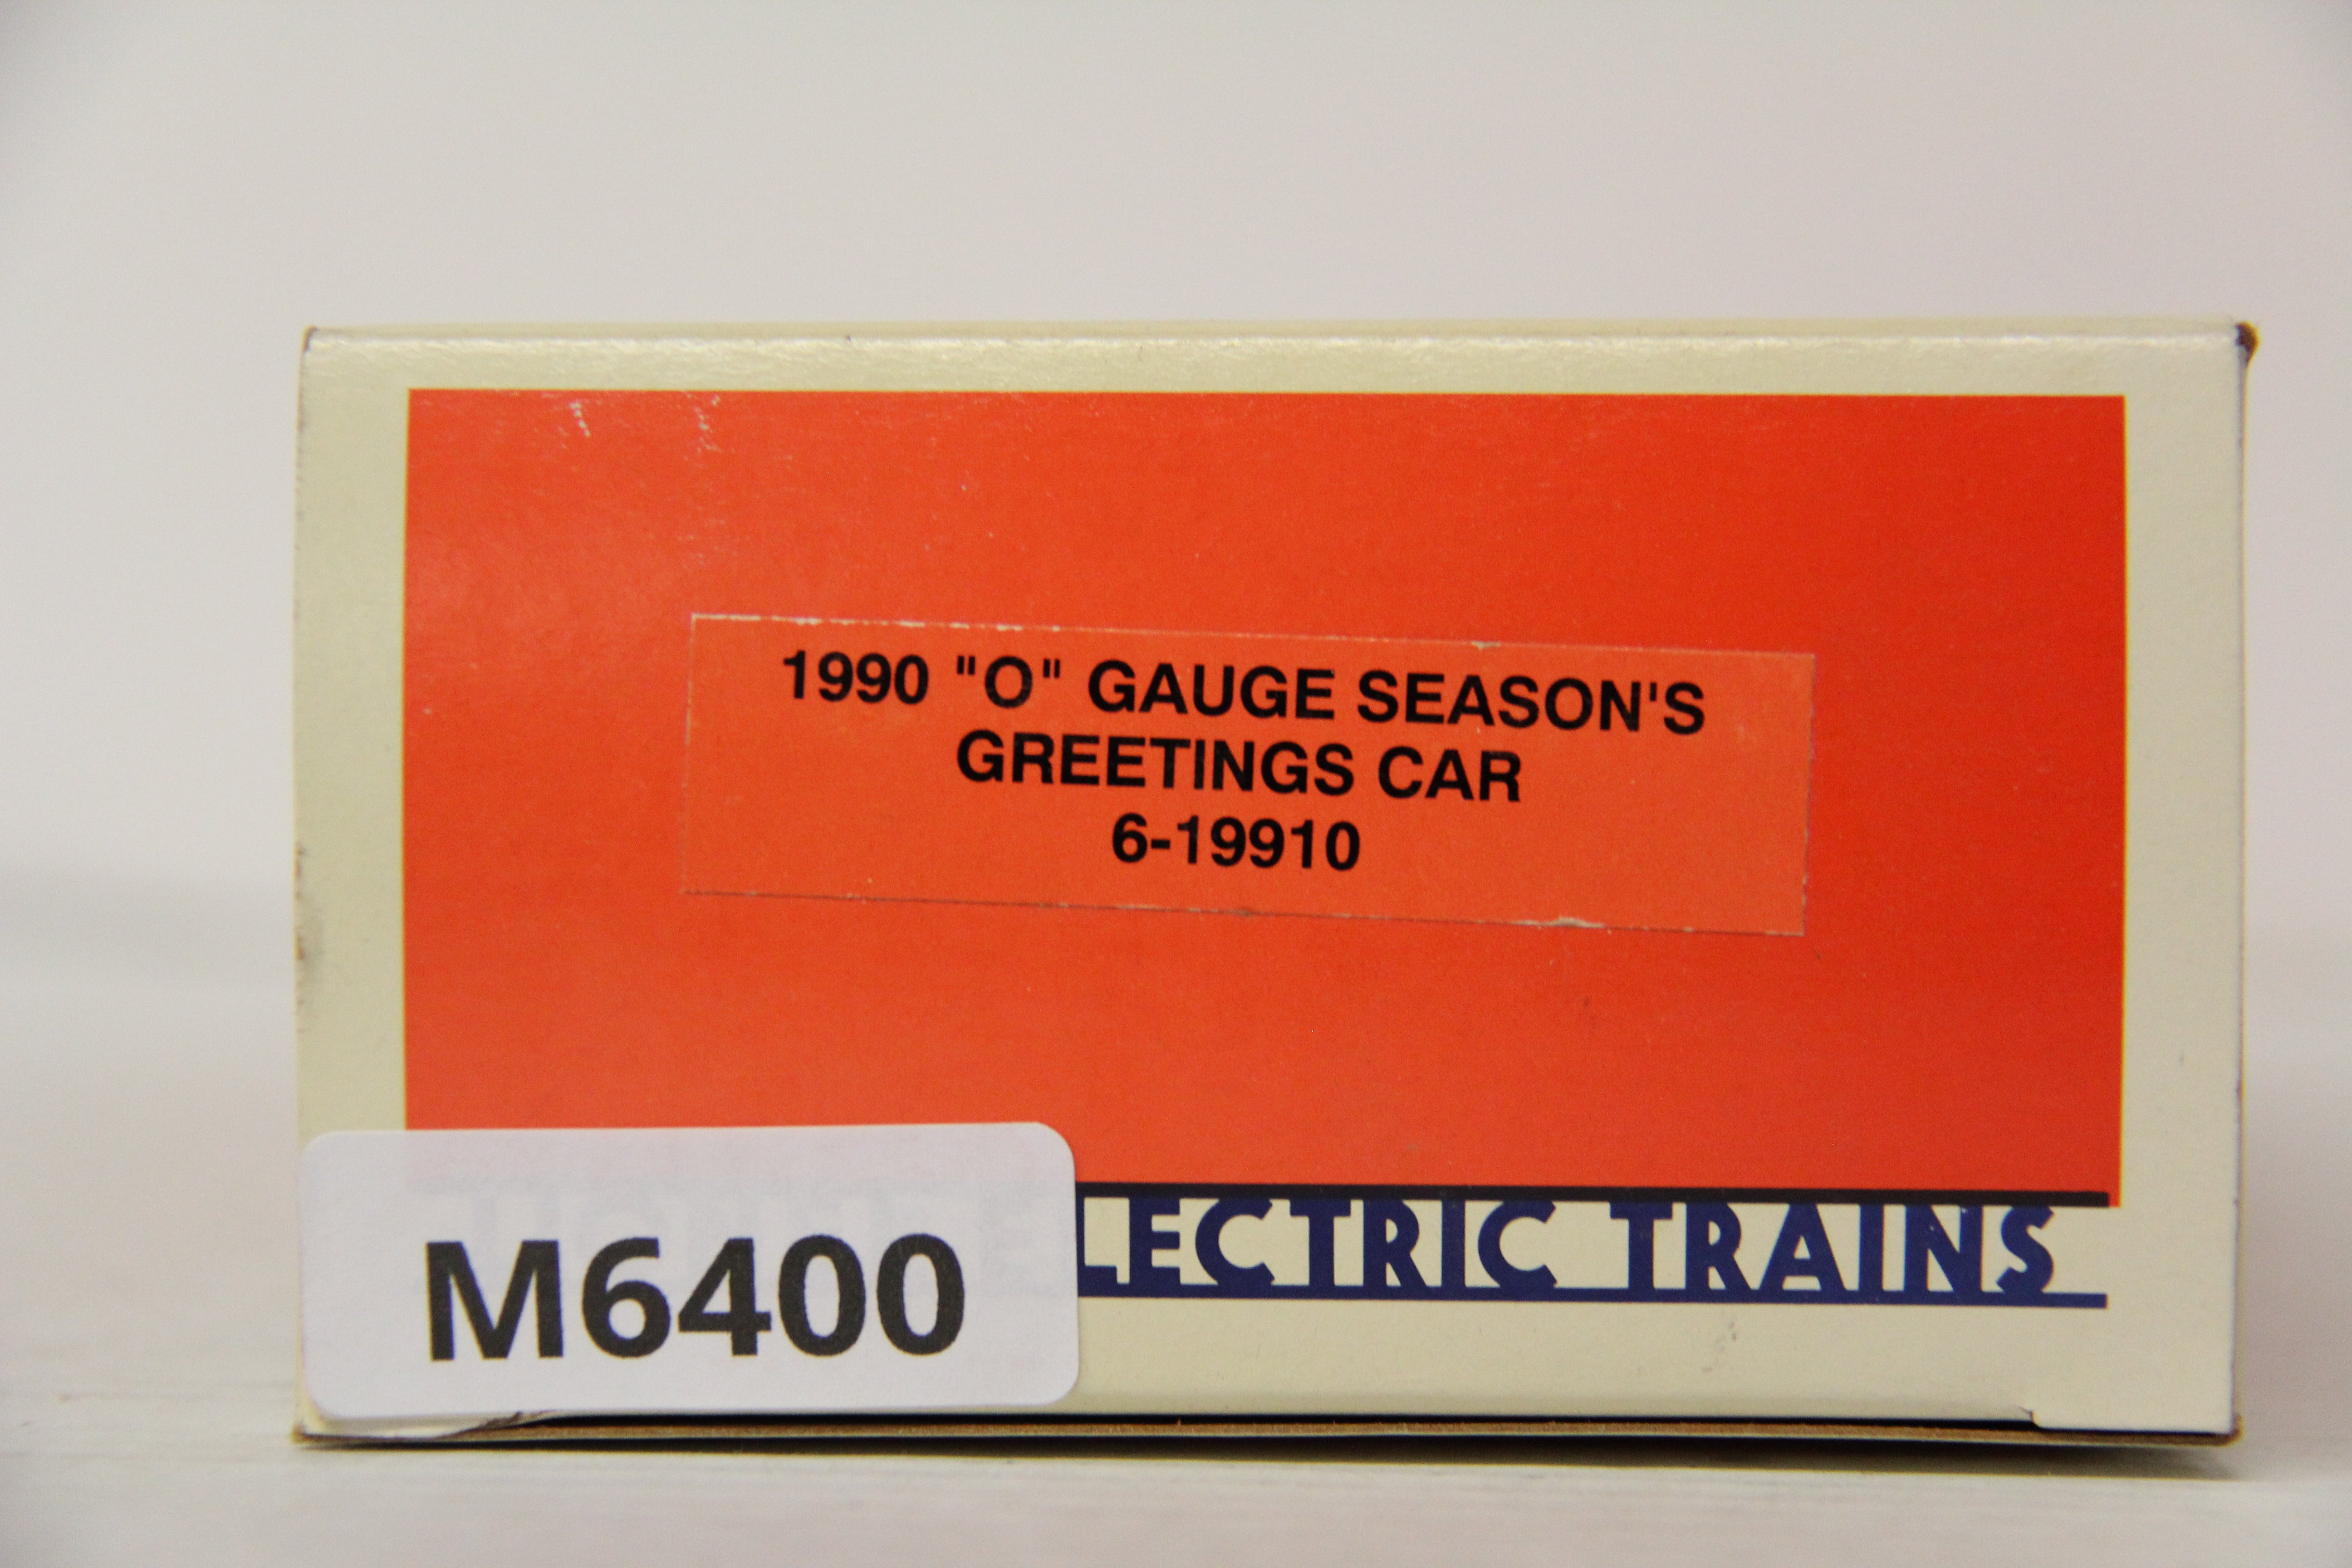 1990 "O" GAUGE SEASON'S
GREETINGS CAR
6-19910
LECTRIC TRAINS
M6400